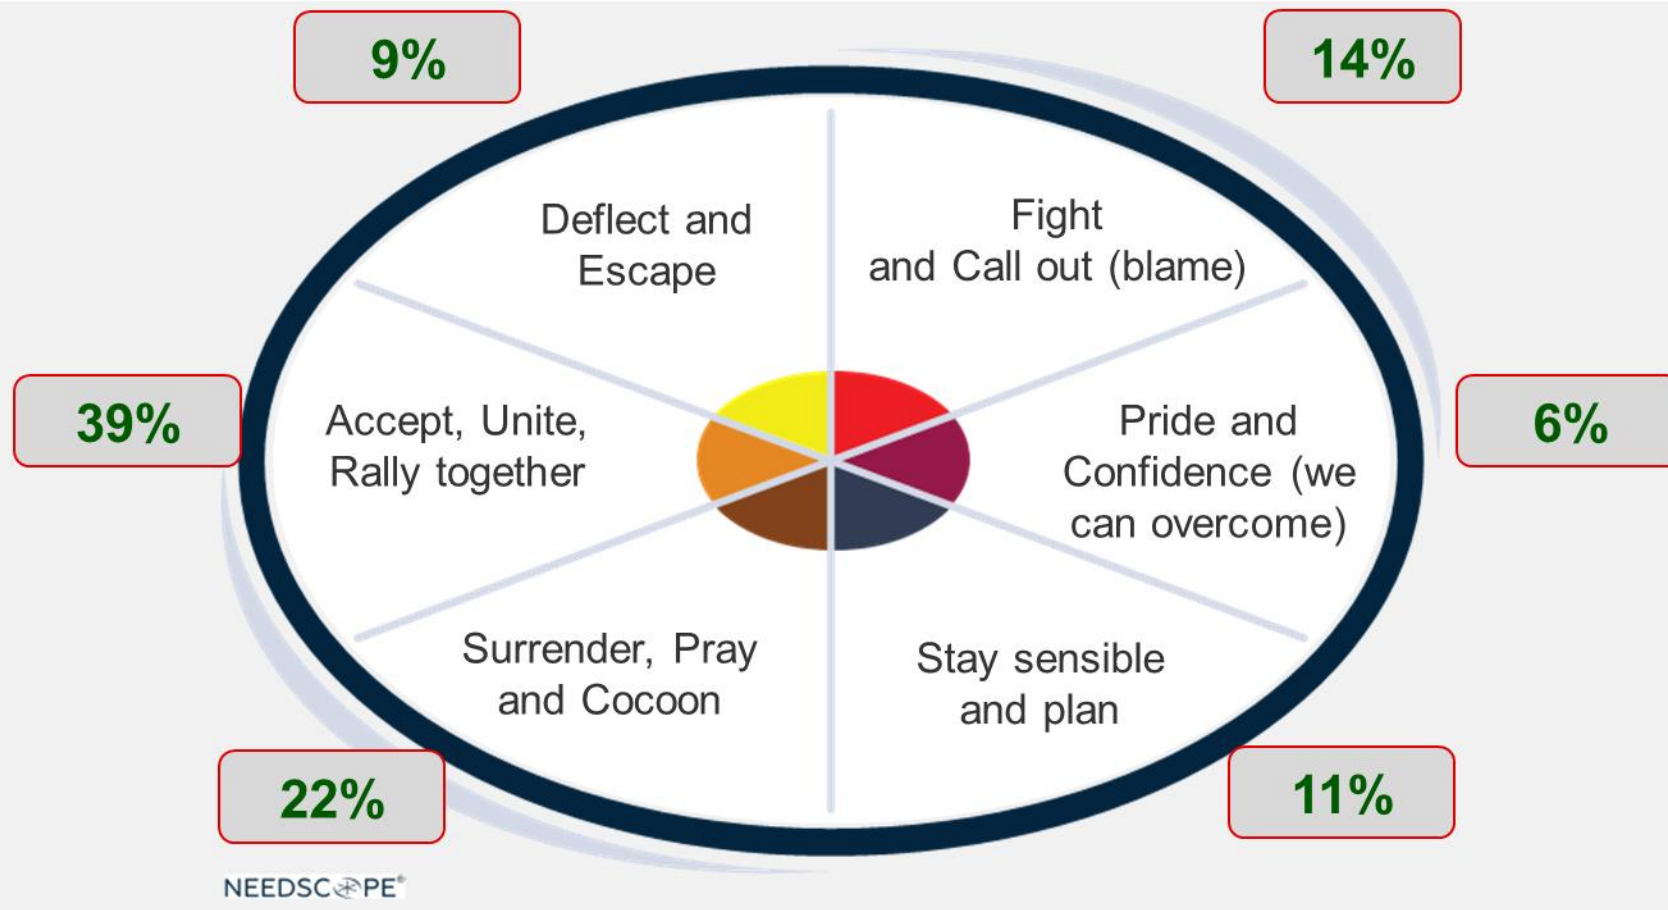 9%
14%
Deflect and
Escape
Fight
and Call out (blame)
39%
Accept, Unite,
Rally together
Pride and
Confidence (we
can overcome)
6%
Surrender, Pray
and Cocoon
Stay sensible
and plan
22%
11%
NEEDSCOPE®